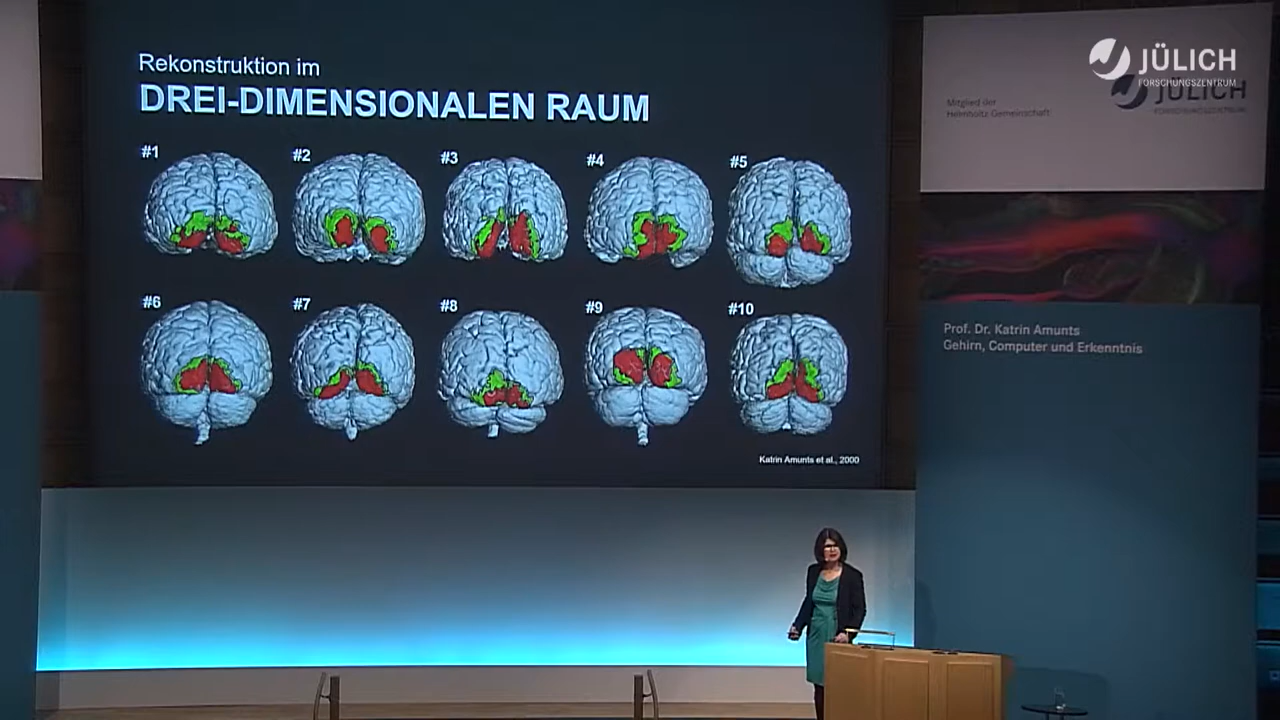 Rekonstruktion im
DREI-DIMENSIONALEN RAUM
#1
#2
#3
#4
#5
#6
#7
#8
#9
#10
Katrin Amunts et al., 2000
JÜLICH
FORSCHUNGSZENTRUM
Mitglied der
Helmholtz-Gemeinschaft
JÜLICH
FORSCHUNGSZENTRUM
Prof. Dr. Katrin Amunts
Gehirn, Computer und Erkenntnis